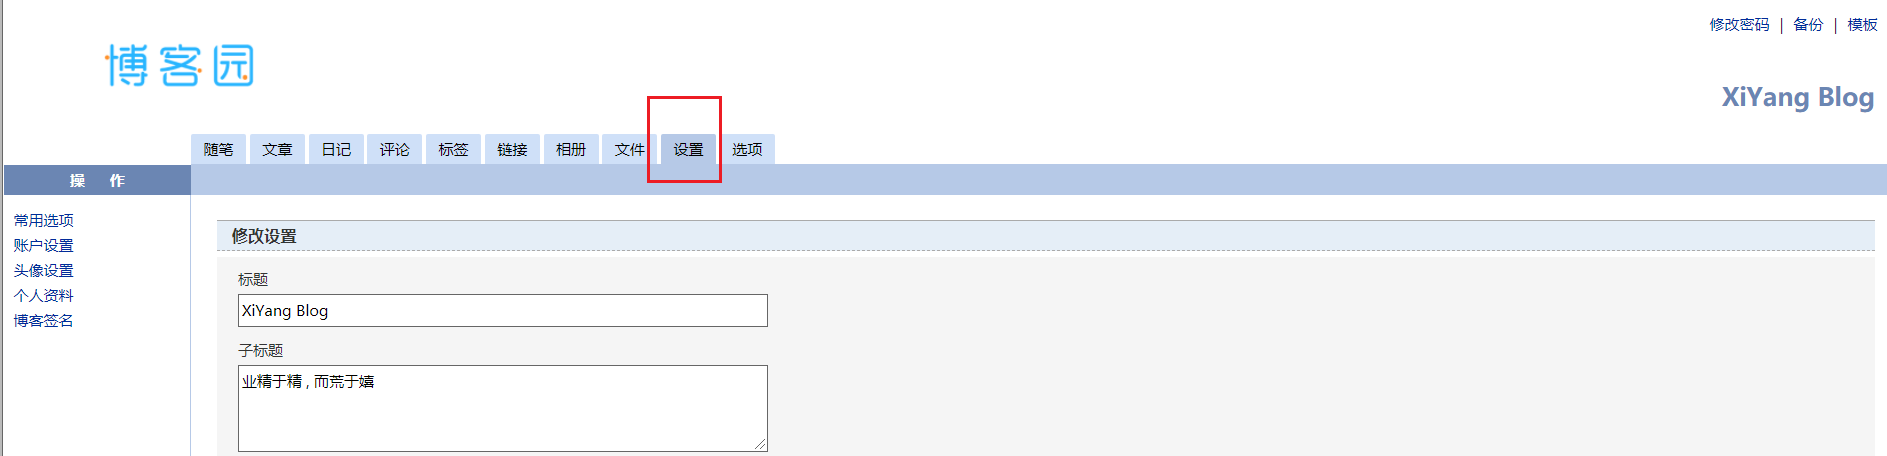 修改密码 | 备份 | 模板
博客园
XiYang Blog
随笔 文章 日记 评论 标签 链接 相册 文件 设置 选项
操 作
常用选项
账户设置
头像设置
个人资料
博客签名
修改设置
标题
XiYang Blog
子标题
业精于精 , 而荒于嬉